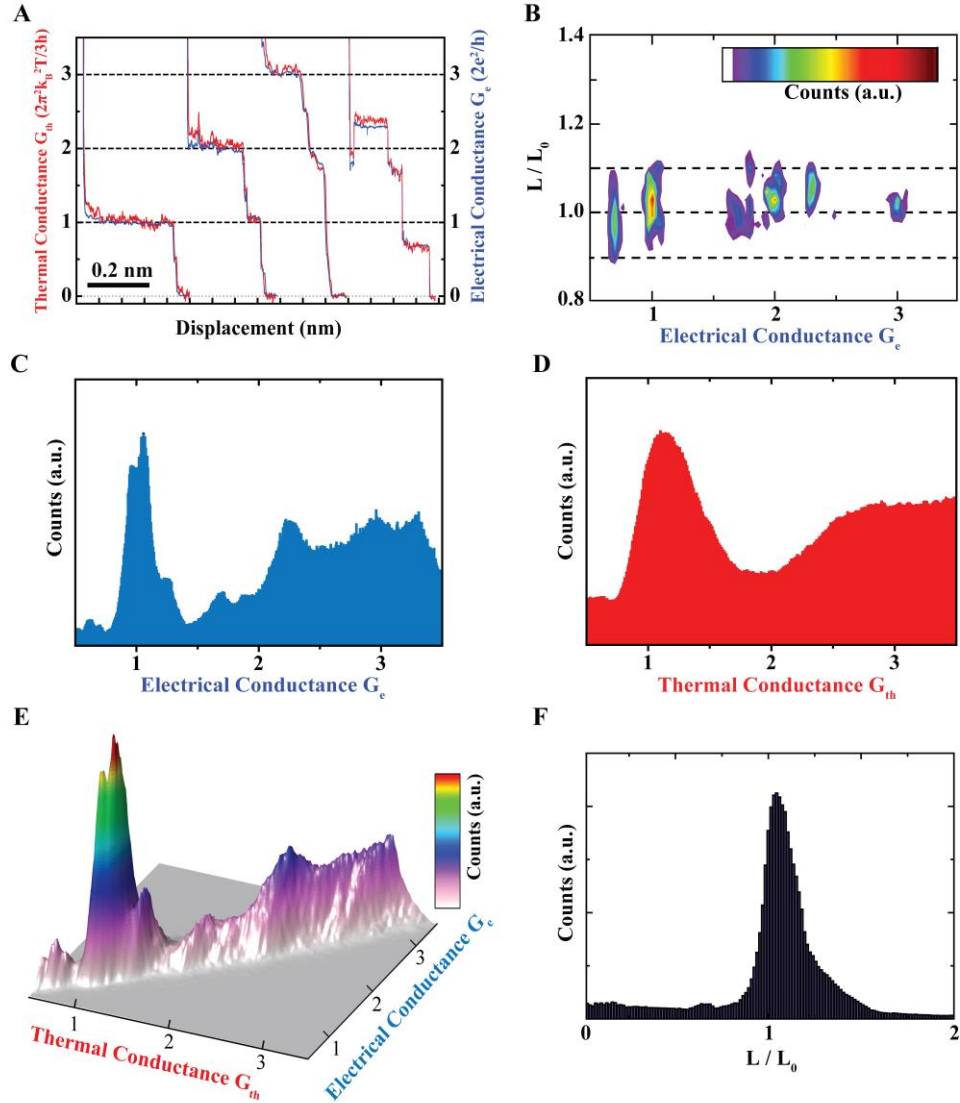 A
Thermal Conductance G_th (2π²k_B²T/3h)
3
2
1
0
0.2 nm
3
2
1
0
Electrical Conductance G_e (2e²/h)
Displacement (nm)
B
1.4
1.2
1.0
0.8
L / L_0
Counts (a.u.)
1
2
3
Electrical Conductance G_e
C
Counts (a.u.)
1
2
3
Electrical Conductance G_e
D
Counts (a.u.)
1
2
3
Thermal Conductance G_th
E
Counts (a.u.)
1
2
3
Thermal Conductance G_th
1
2
3
Electrical Conductance G_e
F
Counts (a.u.)
0
1
2
L / L_0